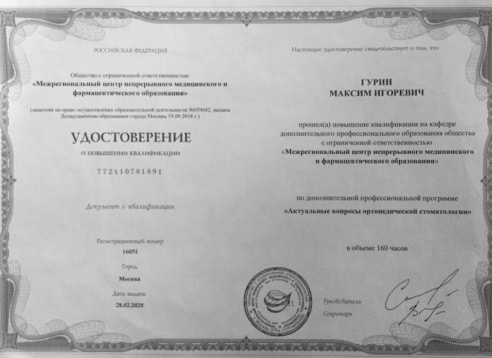 РОССИЙСКАЯ ФЕДЕРАЦИЯ
Общество с ограниченной ответственностью
«Межрегиональный центр непрерывного медицинского и
фармацевтического образования»
(лицензия на право осуществления образовательной деятельности №039642, выдана
Департаментом образования города Москвы 19.09.2018 г.)
УДОСТОВЕРЕНИЕ
О ПОВЫШЕНИИ КВАЛИФИКАЦИИ
772410781891
Документ о квалификации
Регистрационный номер
16051
Город
Москва
Дата выдачи
28.02.2020
Настоящее удостоверение свидетельствует о том, что
ГУРИН
МАКСИМ ИГОРЕВИЧ
прошел(а) повышение квалификации на кафедре
дополнительного профессионального образования общества
с ограниченной ответственностью
«Межрегиональный центр непрерывного медицинского
и фармацевтического образования»
по дополнительной профессиональной программе
«Актуальные вопросы ортопедической стоматологии»
в объеме 160 часов
Руководитель
Секретарь